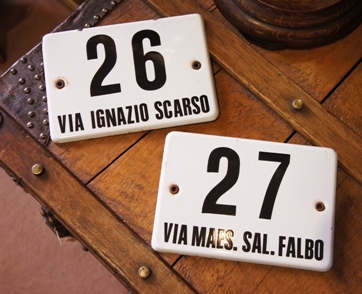 26
VIA IGNAZIO SCARSO
27
VIA MAES. SAL. FALBO